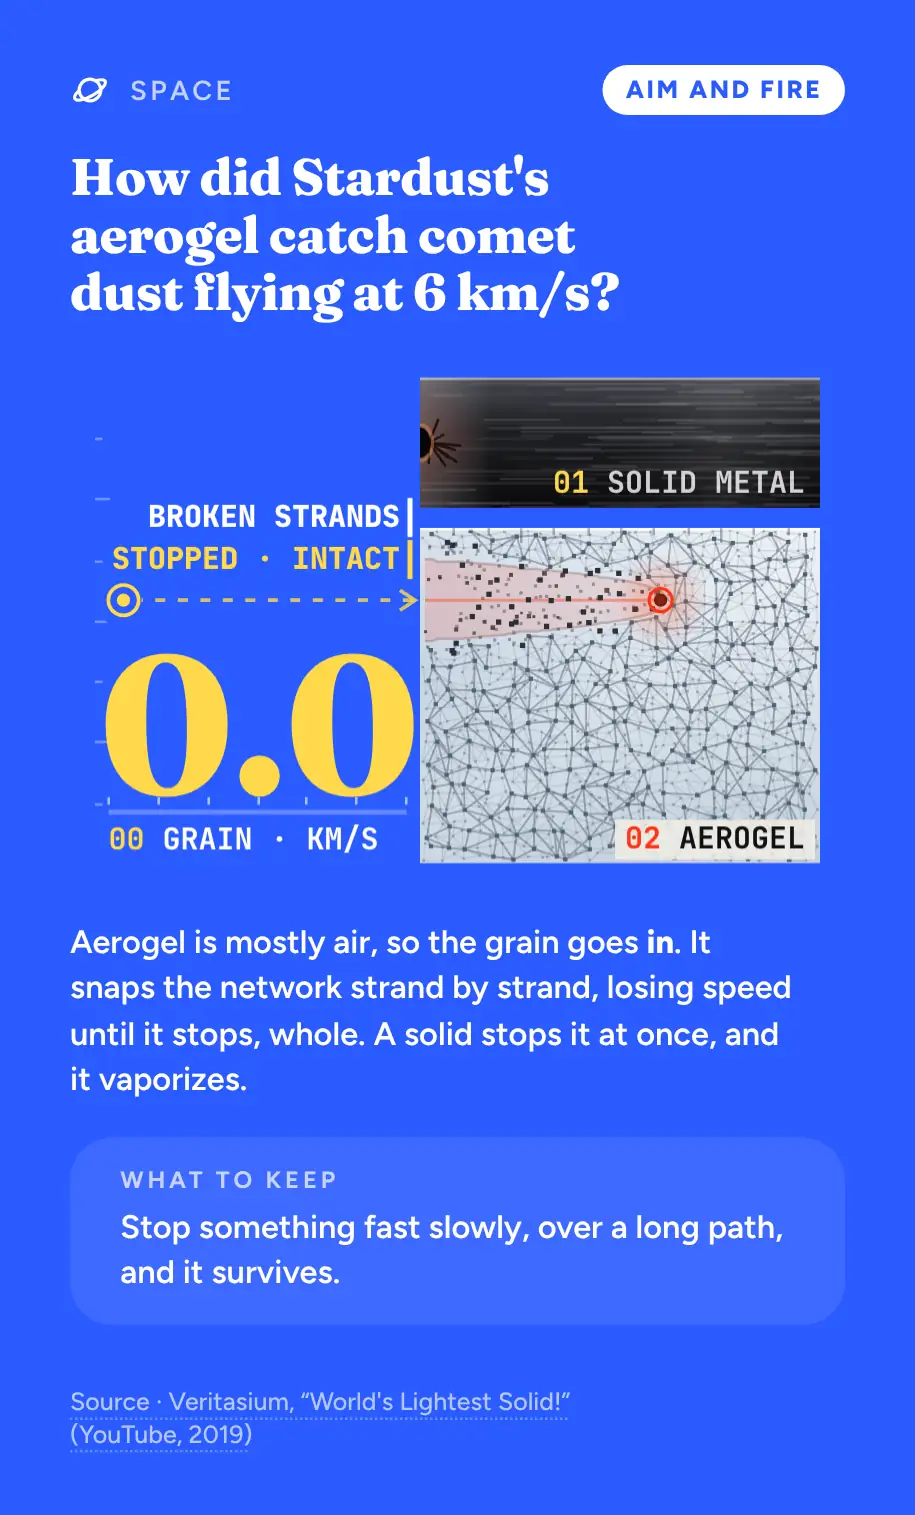 SPACE
AIM AND FIRE
How did Stardust's
aerogel catch comet
dust flying at 6 km/s?
01 SOLID METAL
BROKEN STRANDS
STOPPED · INTACT
0.0
00 GRAIN · KM/S
02 AEROGEL
Aerogel is mostly air, so the grain goes in. It
snaps the network strand by strand, losing speed
until it stops, whole. A solid stops it at once, and
it vaporizes.
WHAT TO KEEP
Stop something fast slowly, over a long path,
and it survives.
Source · Veritasium, “World's Lightest Solid!”
(YouTube, 2019)